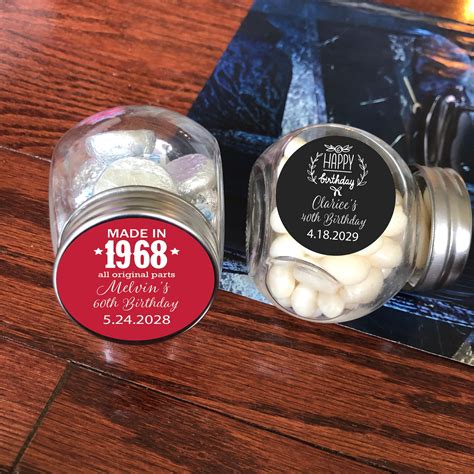 MADE IN
★1968★
all original parts
Melvin's
60th Birthday
5.24.2028
HAPPY
birthday
Clarice's
40th Birthday
4.18.2029